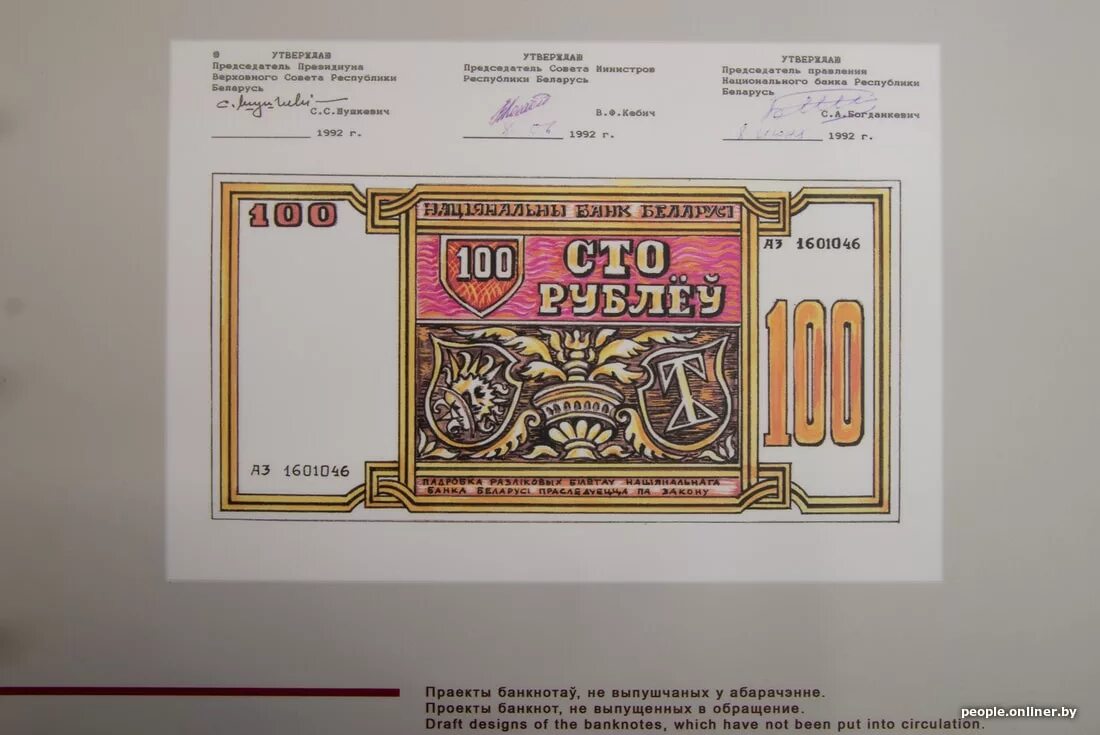 УТВЕРЖДАЮ
Председатель Президиума
Верховного Совета Республики
Беларусь
С.С.Шушкевич
1992 г.
УТВЕРЖДАЮ
Председатель Совета Министров
Республики Беларусь
В.Ф.Кебич
1992 г.
УТВЕРЖДАЮ
Председатель правления
Национального банка Республики
Беларусь
С.А.Богданкевич
8 июня 1992 г.
100
НАЦЫЯНАЛЬНЫ БАНК БЕЛАРУСІ
100
СТО
РУБЛЁЎ
АЗ 1601046
100
АЗ 1601046
ПАДРОБКА РАЗЛІКОВЫХ БІЛЕТАЎ НАЦЫЯНАЛЬНАГА
БАНКА БЕЛАРУСІ ПРАСЛЕДУЕЦЦА ПА ЗАКОНУ
Праекты банкнотаў, не выпушчаных у абарачэнне.
Проекты банкнот, не выпущенных в обращение.
Draft designs of the banknotes, which have not been put into circulation.
people.onliner.by